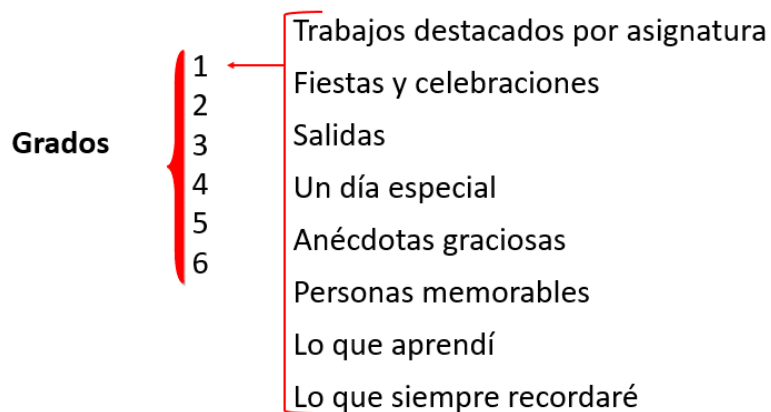 Grados
1
2
3
4
5
6
Trabajos destacados por asignatura
Fiestas y celebraciones
Salidas
Un día especial
Anécdotas graciosas
Personas memorables
Lo que aprendí
Lo que siempre recordaré